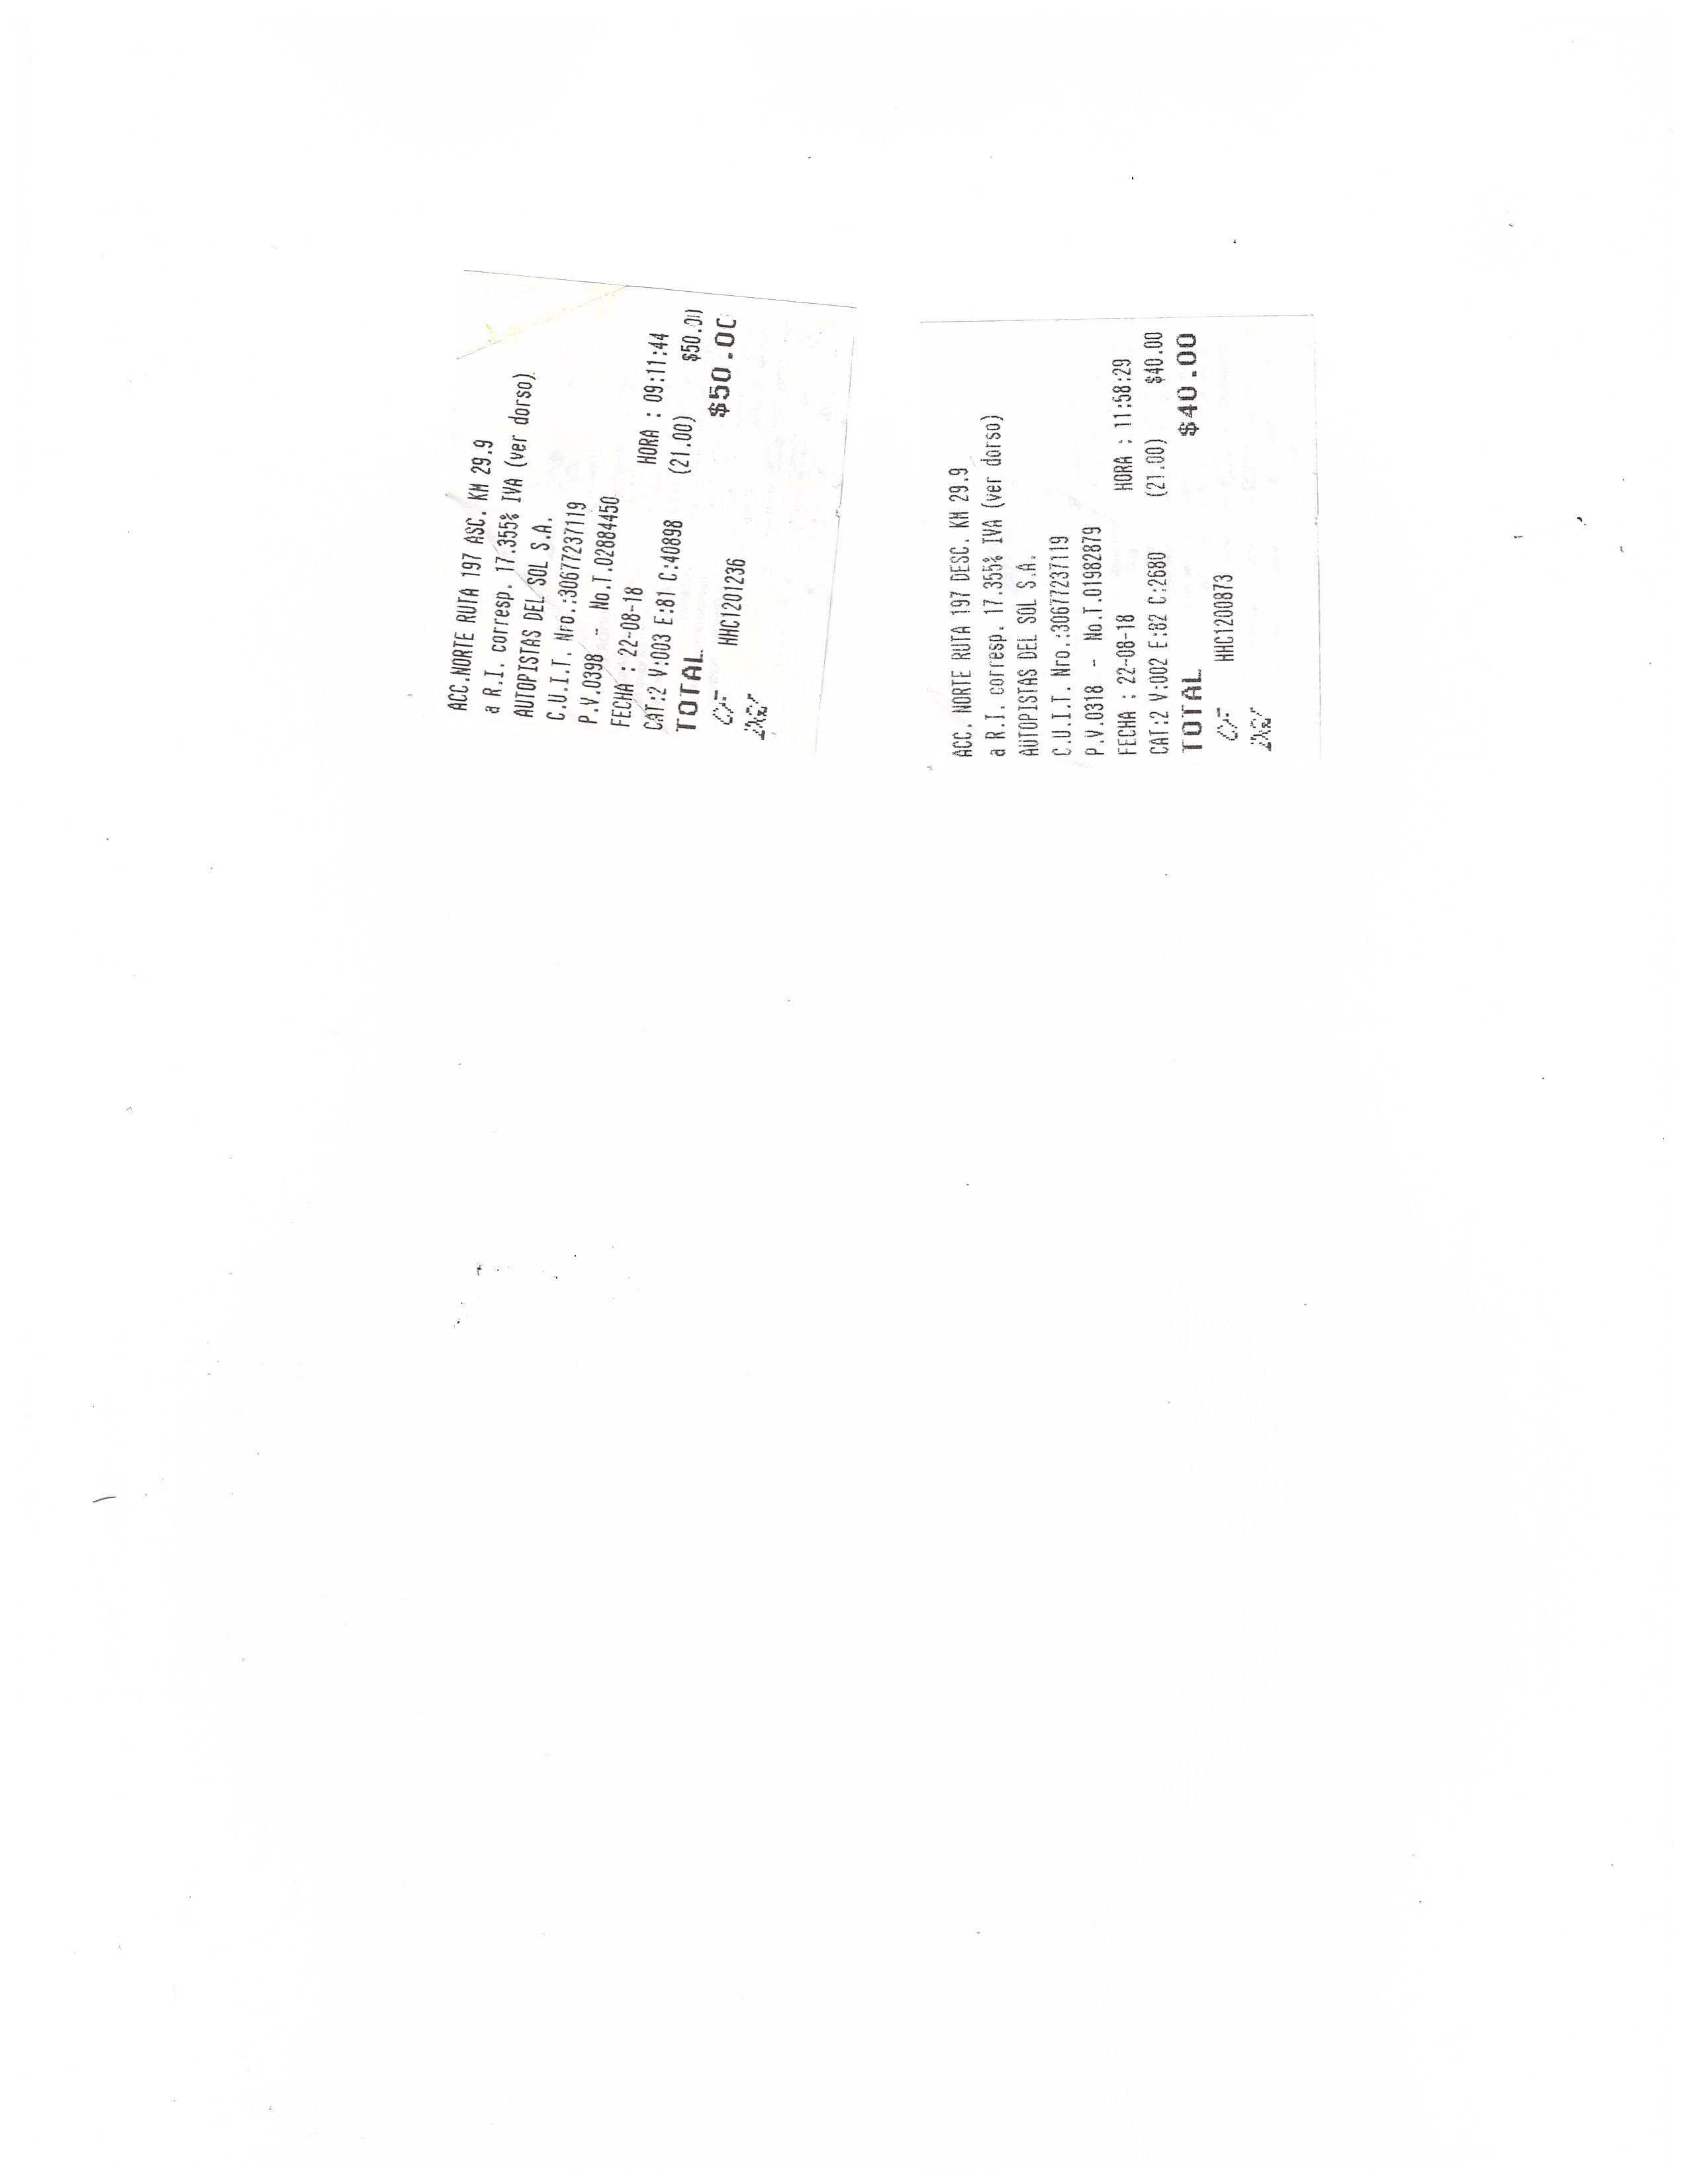 ACC.NORTE RUTA 197 ASC. KM 29.9
a R.I. corresp. 17.355% IVA (ver dorso)
AUTOPISTAS DEL SOL S.A.
C.U.I.T. Nro.:30677237119
P.V.0398 - No.T.02884450
FECHA : 22-08-18 HORA : 09:11:44
CAT:2 V:003 E:81 C:40898 (21.00) $50.00
TOTAL $50.00
CF HHC1201236
ACC. NORTE RUTA 197 DESC. KM 29.9
a R.I. corresp. 17.355% IVA (ver dorso)
AUTOPISTAS DEL SOL S.A.
C.U.I.T. Nro.:30677237119
P.V.0318 - No.T.01982879
FECHA : 22-08-18 HORA : 11:58:29
CAT:2 V:002 E:82 C:2680 (21.00) $40.00
TOTAL $40.00
CF HHC1200873